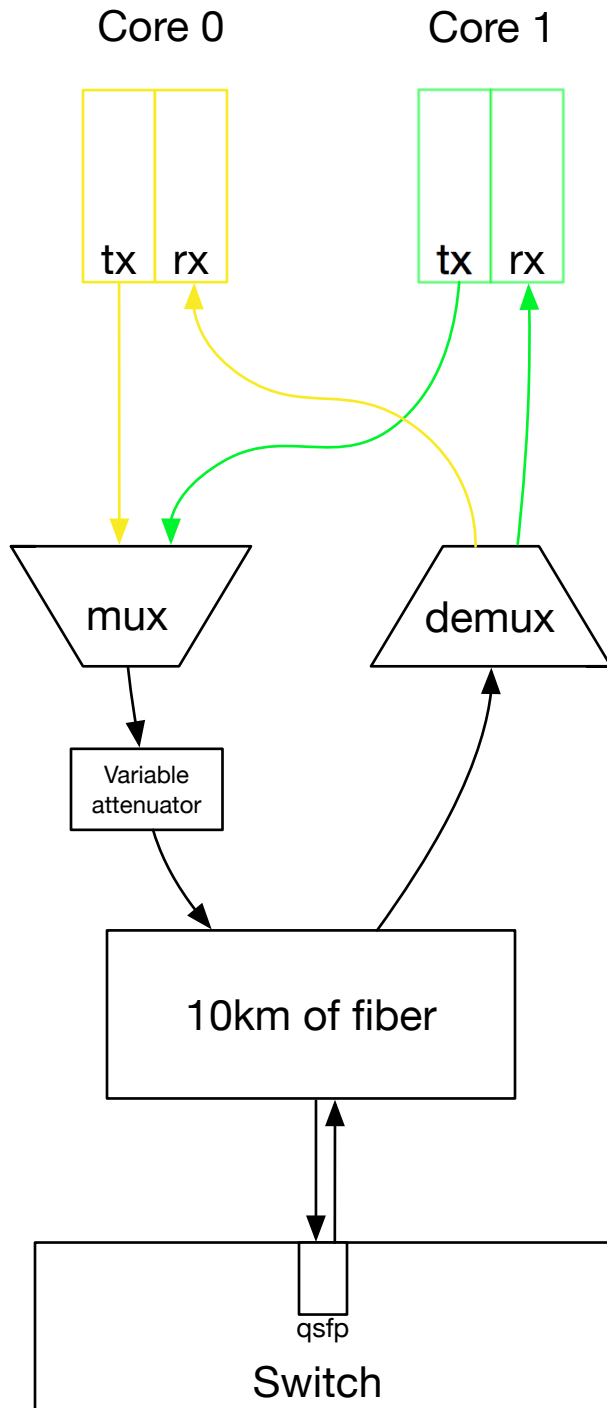 Core 0
Core 1
tx
rx
tx
rx
mux
demux
Variable
attenuator
10km of fiber
qsfp
Switch